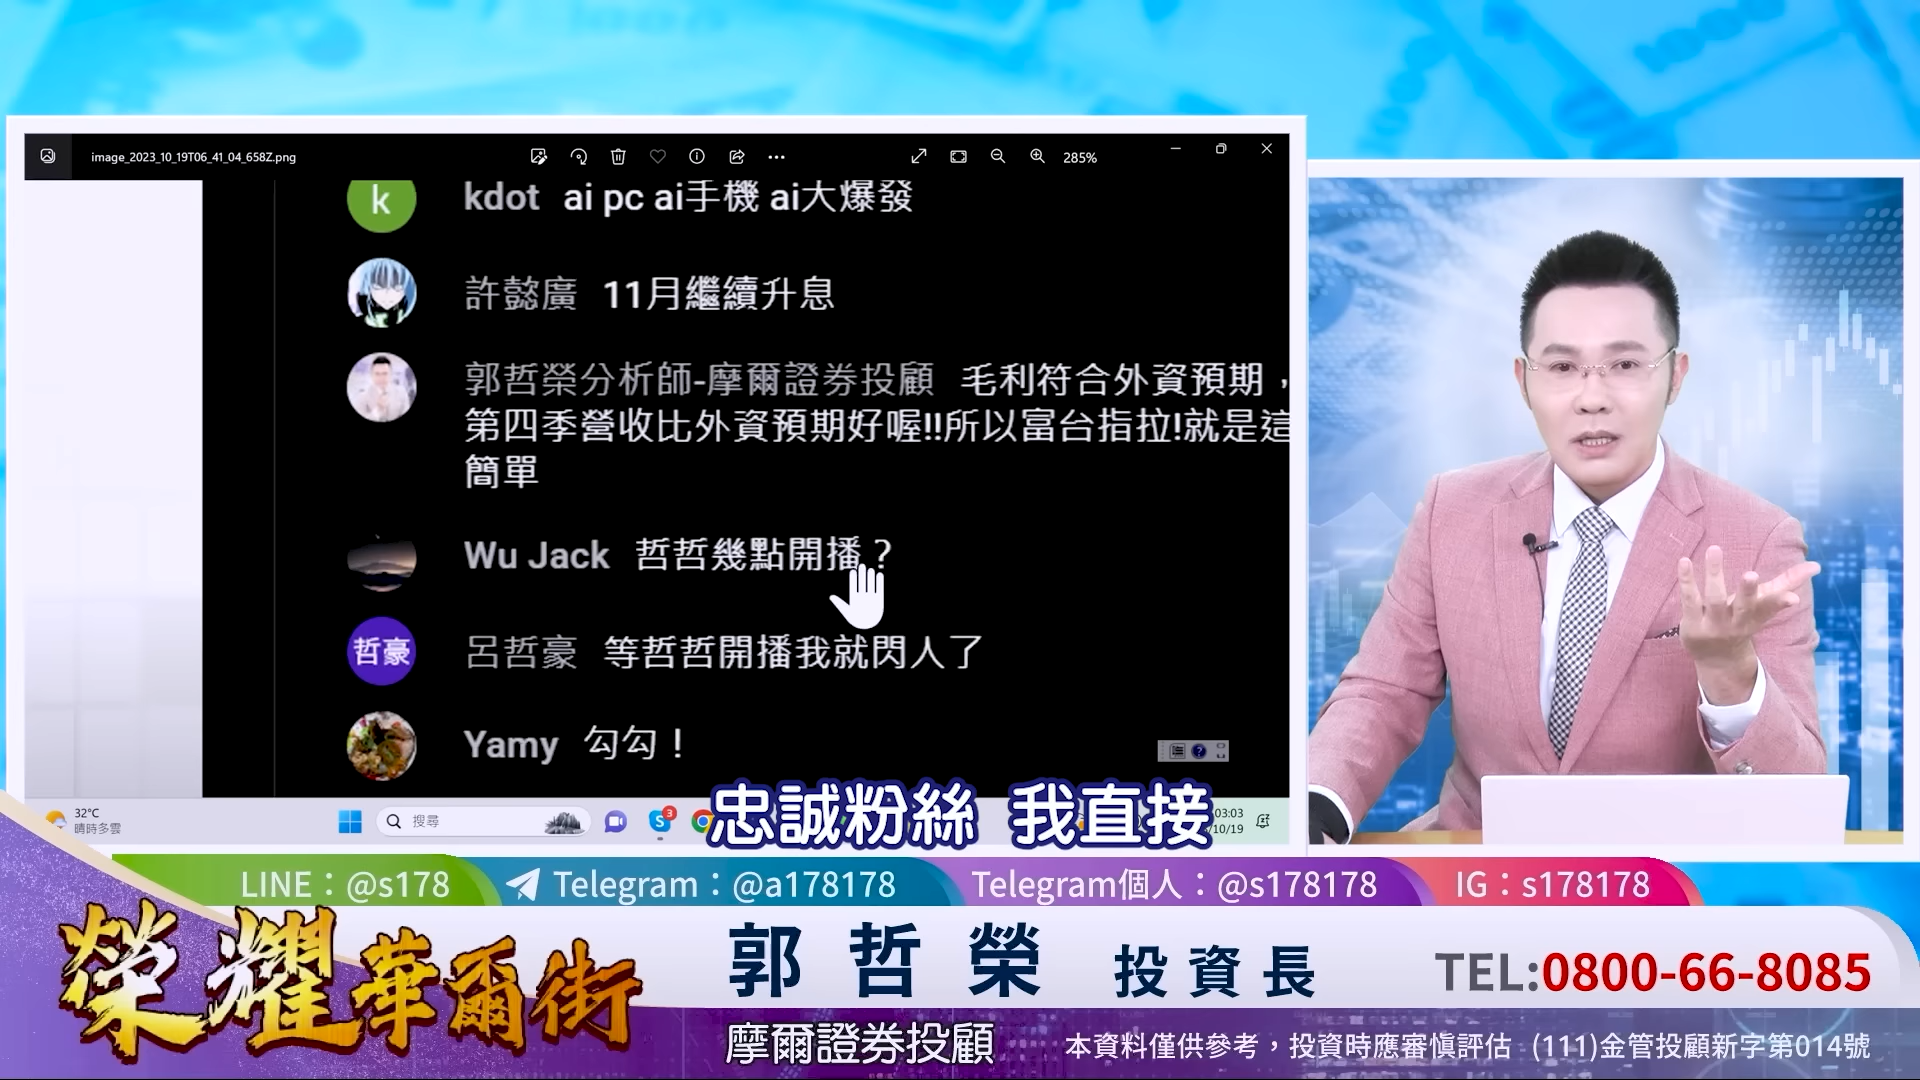 image_2023_10_19T06_41_04_658Z.png
285%
k
kdot ai pc ai手機 ai大爆發
許懿廣 11月繼續升息
郭哲榮分析師-摩爾證券投顧 毛利符合外資預期，
第四季營收比外資預期好喔!!所以富台指拉!就是這
簡單
Wu Jack 哲哲幾點開播？
哲豪
呂哲豪 等哲哲開播我就閃人了
Yamy 勾勾！
32°C
晴時多雲
搜尋
3
03:03
/10/19
忠誠粉絲 我直接
LINE：@s178
Telegram：@a178178
Telegram個人：@s178178
IG：s178178
榮耀華爾街
郭哲榮 投資長
TEL:0800-66-8085
摩爾證券投顧
本資料僅供參考，投資時應審慎評估 (111)金管投顧新字第014號